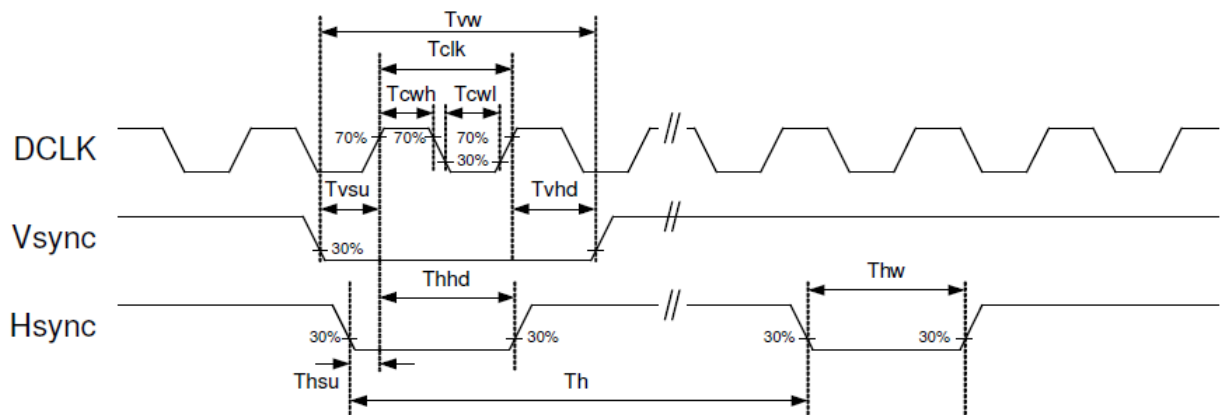 Tvw
Tclk
Tcwh Tcwl
DCLK 70% 70% 70%
30%
Tvsu Tvhd
Vsync 30%
Thhd Thw
Hsync 30% 30% 30% 30%
Thsu Th